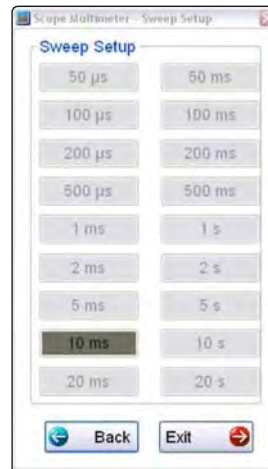 Scope Multimeter - Sweep Setup
Sweep Setup
50 µs 50 ms
100 µs 100 ms
200 µs 200 ms
500 µs 500 ms
1 ms 1 s
2 ms 2 s
5 ms 5 s
10 ms 10 s
20 ms 20 s
Back Exit